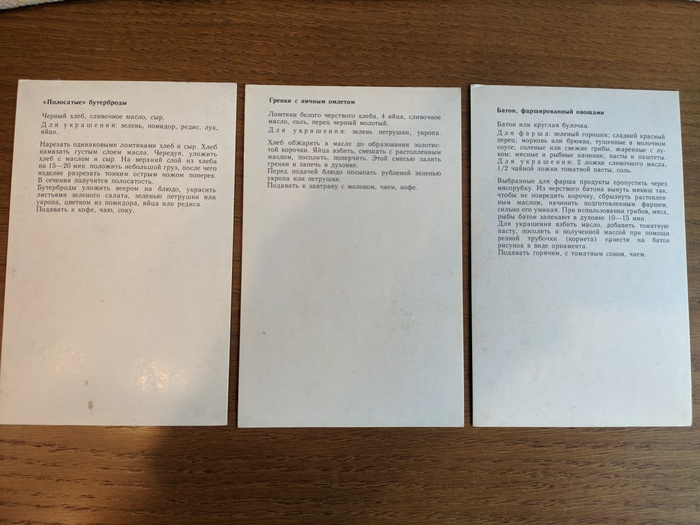 «Полосатые» бутерброды
Черный хлеб, сливочное масло, сыр.
Для украшения: зелень, помидор, редис, лук,
яйцо.
Нарезать одинаковыми ломтиками хлеб и сыр. Хлеб
намазать густым слоем масла. Чередуя, уложить
хлеб с маслом и сыр. На верхний слой из хлеба
на 15—20 мин. положить небольшой груз, после чего
изделие разрезать тонким острым ножом поперек.
В сечении получится полосатость.
Бутерброды уложить веером на блюдо, украсить
листьями зеленого салата, зеленью петрушки или
укропа, цветком из помидора, яйца или редиса.
Подавать к кофе, чаю, соку.
Гренки с яичным омлетом
Ломтики белого черствого хлеба, 4 яйца, сливочное
масло, соль, перец черный молотый.
Для украшения: зелень петрушки, укропа.
Хлеб обжарить в масле до образования золотис-
той корочки. Яйца взбить, смешать с растопленным
маслом, посолить, поперчить. Этой смесью залить
гренки и запечь в духовке.
Перед подачей блюдо посыпать рубленой зеленью
укропа или петрушки.
Подавать к завтраку с молоком, чаем, кофе.
Батон, фаршированный овощами
Батон или круглая булочка.
Для фарша: зеленый горошек; сладкий красный
перец; морковь или брюква, тушенные в молочном
соусе; соленые или свежие грибы, жаренные с лу-
ком; мясные и рыбные начинки; пасты и паштеты.
Для украшения: 2 ложки сливочного масла,
1/2 чайной ложки томатной пасты, соль.
Выбранные для фарша продукты пропустить через
мясорубку. Из черствого батона вынуть мякиш так,
чтобы не повредить корочку, сбрызнуть растоплен-
ным маслом, начинить подготовленным фаршем,
сильно его уминая. При использовании грибов, мяса,
рыбы батон запекают в духовке 10—15 мин.
Для украшения взбить масло, добавить томатную
пасту, посолить и полученной массой при помощи
резной трубочки (корнета) нанести на батон
рисунок в виде орнамента.
Подавать горячим, с томатным соком, чаем.